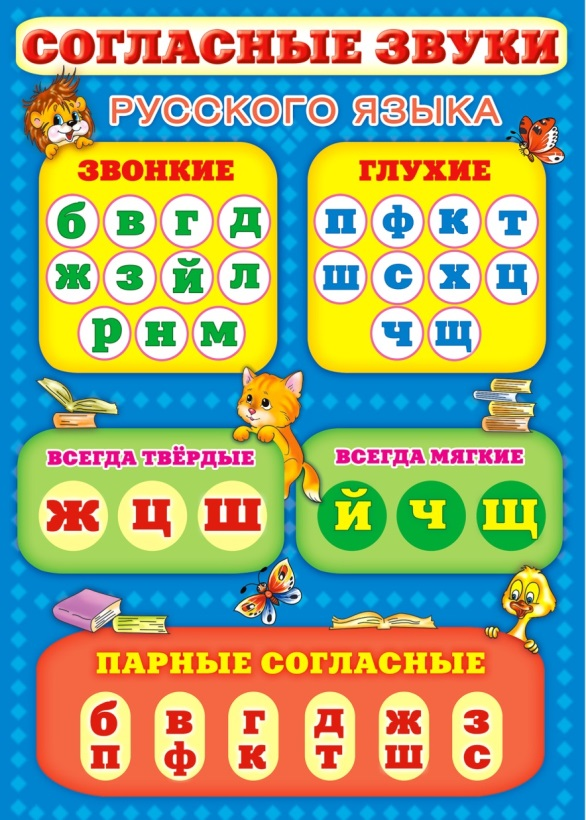 СОГЛАСНЫЕ ЗВУКИ
РУССКОГО ЯЗЫКА
ЗВОНКИЕ
б в г д
ж з й л
р н м
ГЛУХИЕ
п ф к т
ш с х ц
ч щ
ВСЕГДА ТВЁРДЫЕ
ж ц ш
ВСЕГДА МЯГКИЕ
й ч щ
ПАРНЫЕ СОГЛАСНЫЕ
б в г д ж з
п ф к т ш с